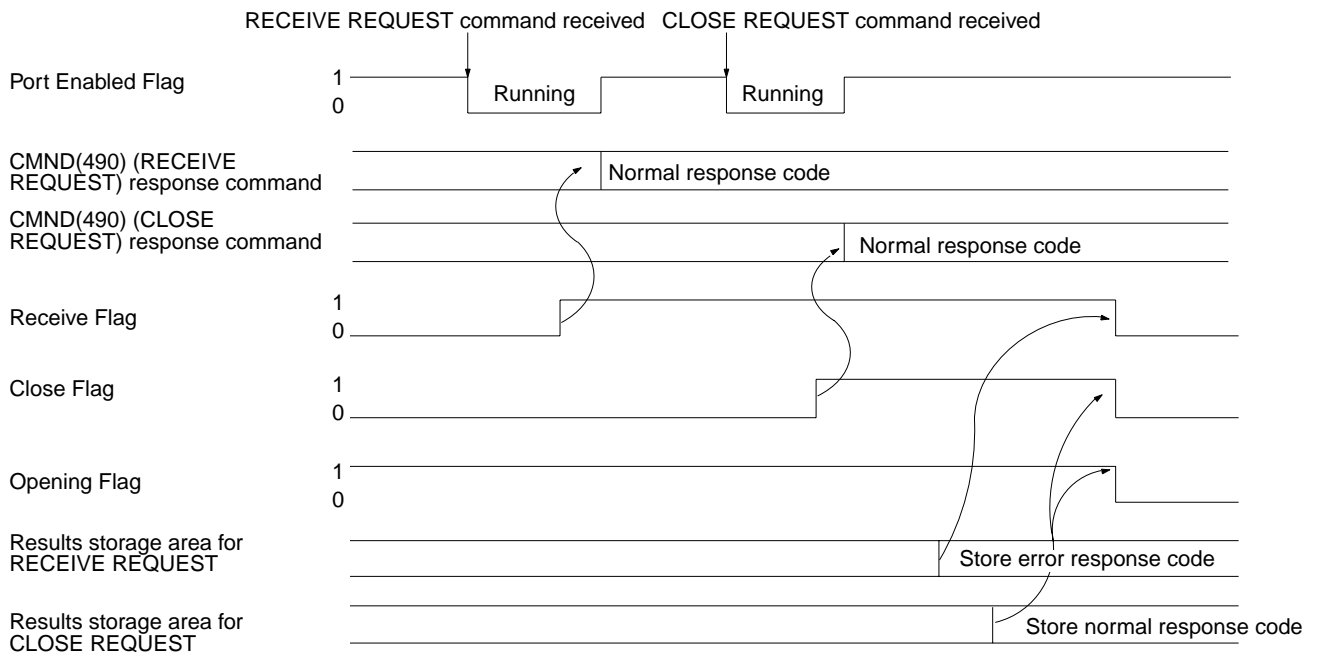 RECEIVE REQUEST command received CLOSE REQUEST command received
Port Enabled Flag
1
0
Running
Running
CMND(490) (RECEIVE
REQUEST) response command
Normal response code
CMND(490) (CLOSE
REQUEST) response command
Normal response code
Receive Flag
1
0
Close Flag
1
0
Opening Flag
1
0
Results storage area for
RECEIVE REQUEST
Store error response code
Results storage area for
CLOSE REQUEST
Store normal response code